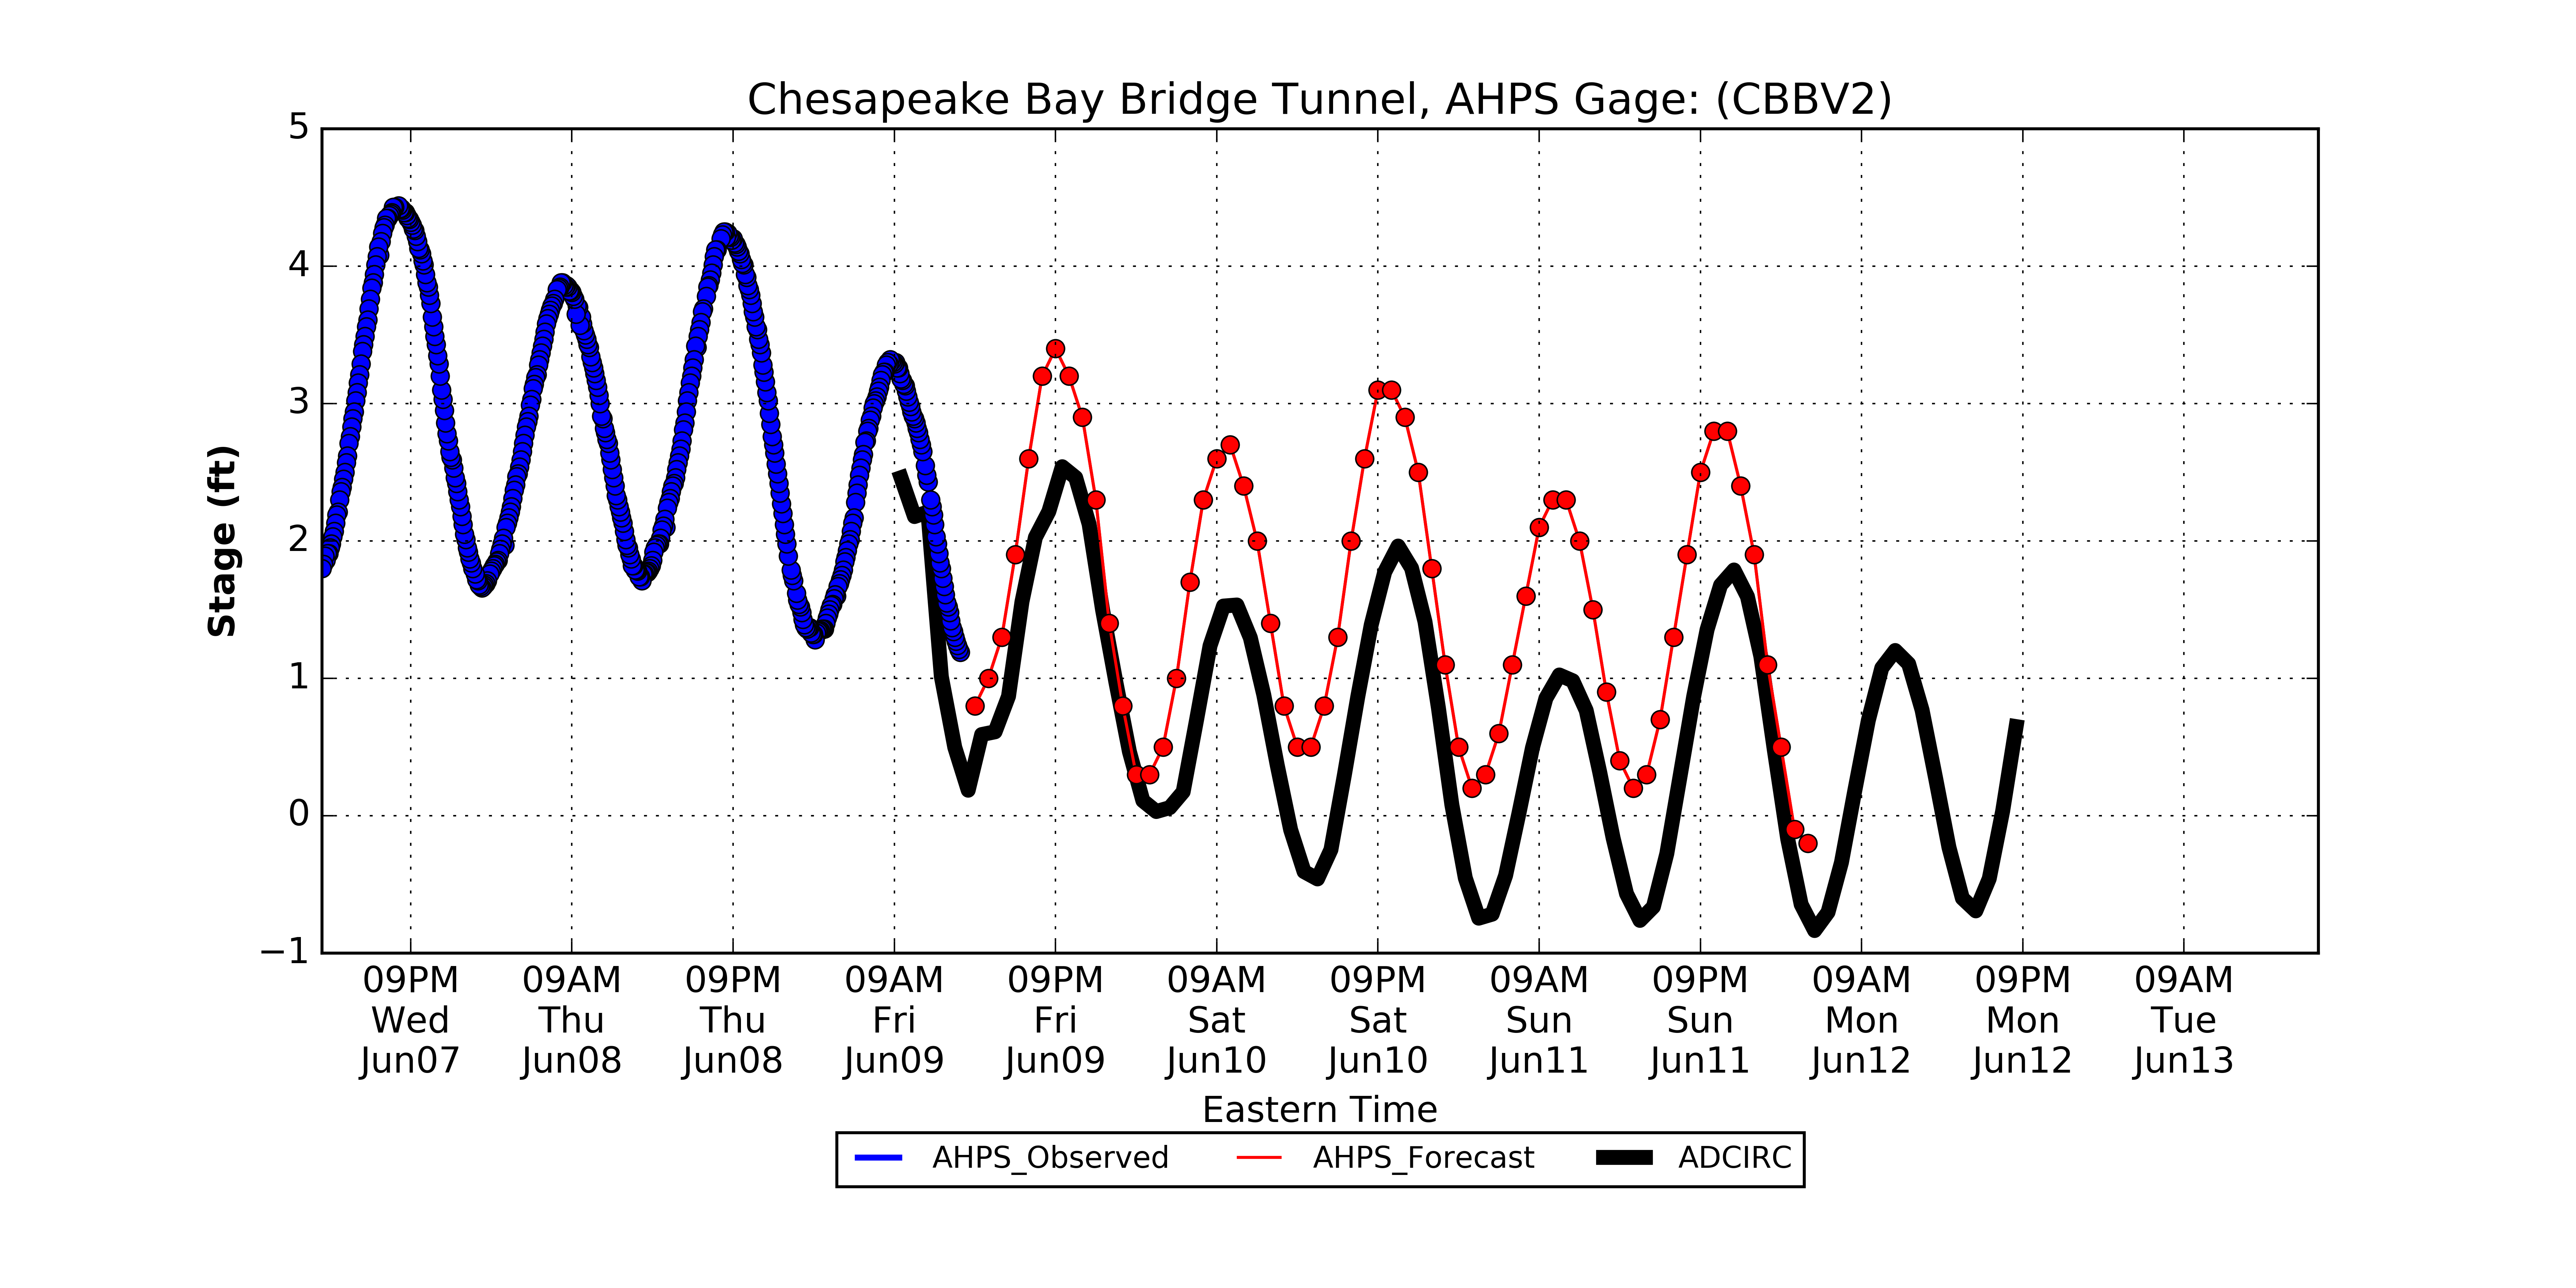 Chesapeake Bay Bridge Tunnel, AHPS Gage: (CBBV2)
5
4
3
2
1
0
−1
Stage (ft)
09PM 09AM 09PM 09AM 09PM 09AM 09PM 09AM 09PM 09AM 09PM 09AM
Wed Thu Thu Fri Fri Sat Sat Sun Sun Mon Mon Tue
Jun07 Jun08 Jun08 Jun09 Jun09 Jun10 Jun10 Jun11 Jun11 Jun12 Jun12 Jun13
Eastern Time
AHPS_Observed AHPS_Forecast ADCIRC